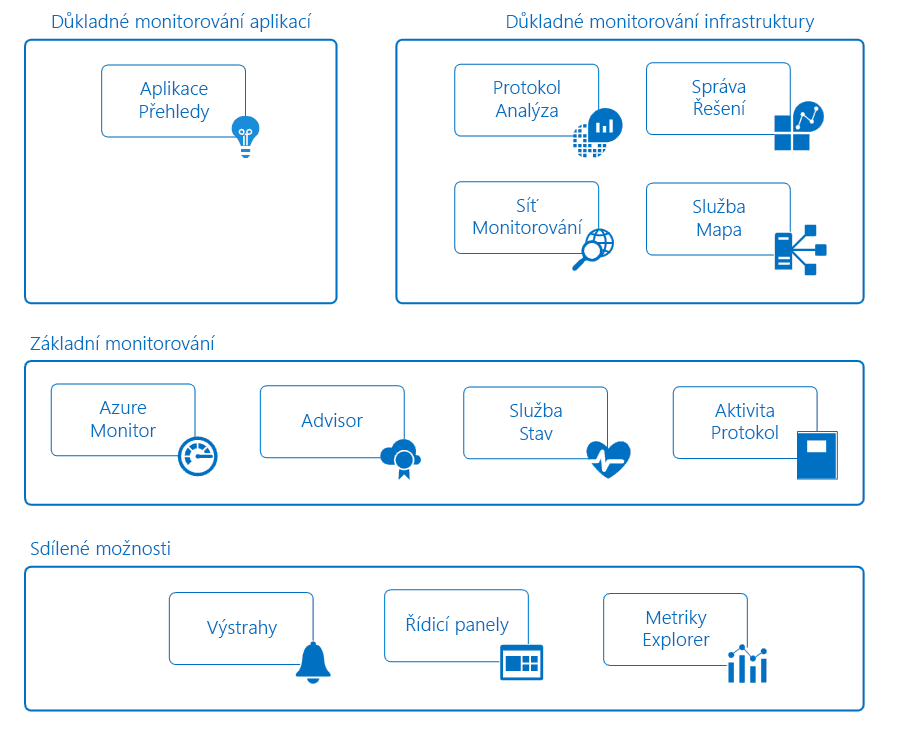 Důkladné monitorování aplikací
Aplikace
Přehledy
Důkladné monitorování infrastruktury
Protokol
Analýza
Správa
Řešení
Síť
Monitorování
Služba
Mapa
Základní monitorování
Azure
Monitor
Advisor
Služba
Stav
Aktivita
Protokol
Sdílené možnosti
Výstrahy
Řídicí panely
Metriky
Explorer